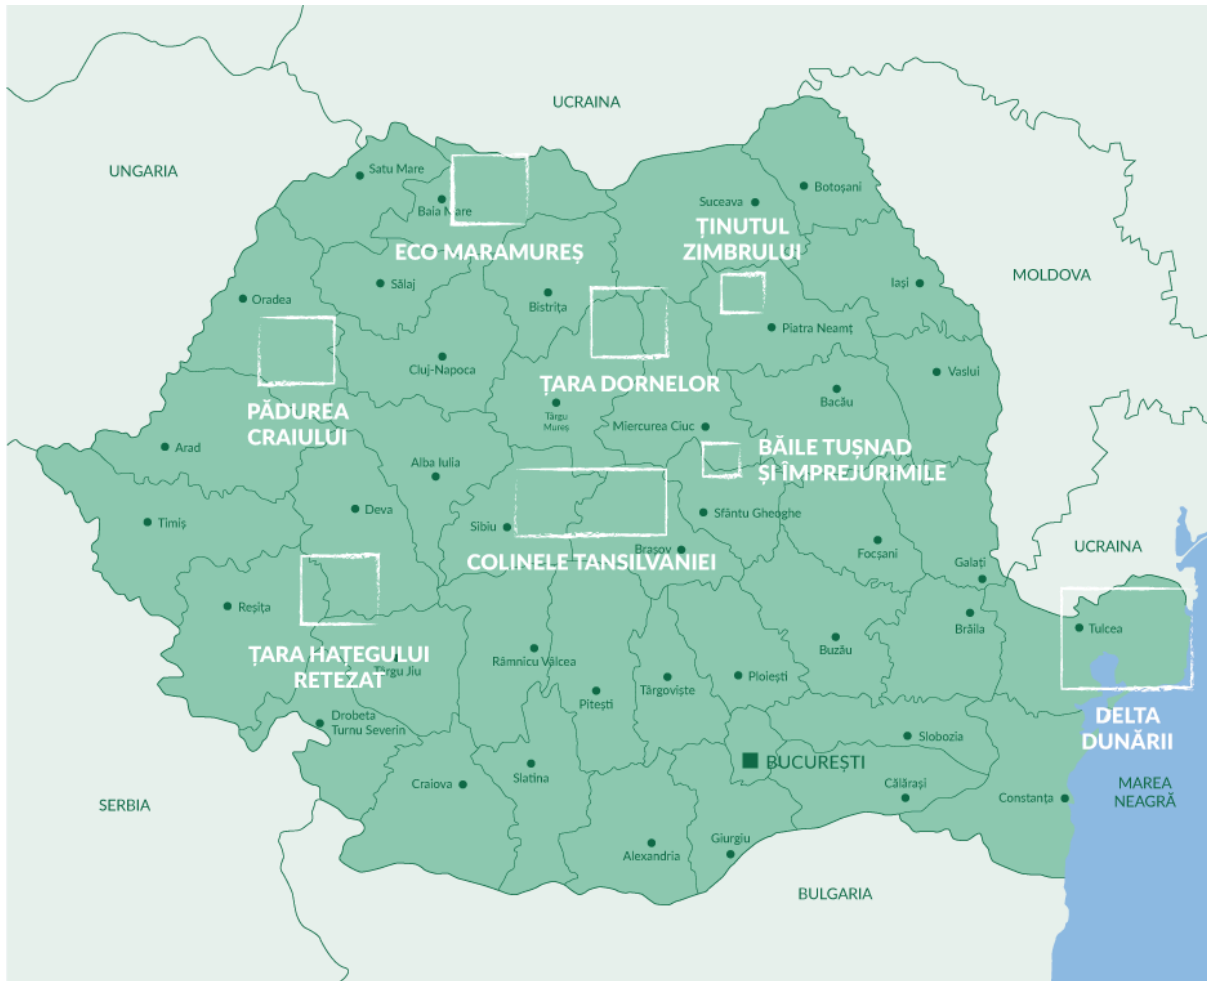 UCRAINA
UNGARIA
Satu Mare
Botoșani
Baia Mare
Suceava
ȚINUTUL
ZIMBRULUI
ECO MARAMUREȘ
MOLDOVA
Sălaj
Iași
Oradea
Bistrița
Piatra Neamț
Cluj-Napoca
Vaslui
ȚARA DORNELOR
Bacău
PĂDUREA
CRAIULUI
Târgu
Mureș
Miercurea Ciuc
Arad
BĂILE TUȘNAD
ȘI ÎMPREJURIMILE
Alba Iulia
Deva
Sfântu Gheoghe
Timiș
Sibiu
Brașov
Focșani
UCRAINA
COLINELE TANSILVANIEI
Galați
Reșița
Brăila
Tulcea
ȚARA HAȚEGULUI
RETEZAT
Târgu Jiu
Râmnicu Vâlcea
Buzău
Ploiești
Târgoviște
Pitești
DELTA
DUNĂRII
Drobeta
Turnu Severin
Slobozia
BUCUREȘTI
Slatina
Craiova
Călărași
MAREA
NEAGRĂ
Constanța
SERBIA
Giurgiu
Alexandria
BULGARIA